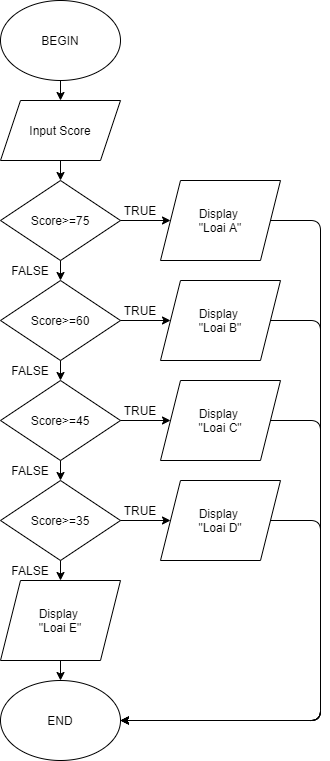 BEGIN
Input Score
Score>=75
TRUE
Display
"Loai A"
FALSE
Score>=60
TRUE
Display
"Loai B"
FALSE
Score>=45
TRUE
Display
"Loai C"
FALSE
Score>=35
TRUE
Display
"Loai D"
FALSE
Display
"Loai E"
END